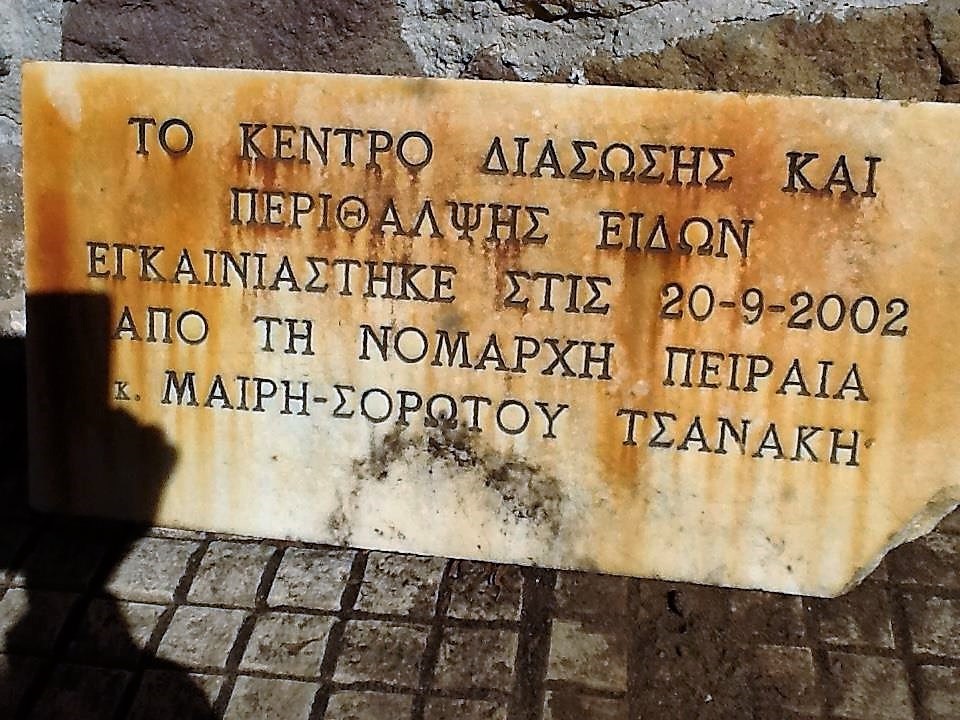 ΤΟ ΚΕΝΤΡΟ ΔΙΑΣΩΣΗΣ ΚΑΙ
ΠΕΡΙΘΑΛΨΗΣ ΕΙΔΩΝ
ΕΓΚΑΙΝΙΑΣΤΗΚΕ ΣΤΙΣ 20-9-2002
ΑΠΟ ΤΗ ΝΟΜΑΡΧΗ ΠΕΙΡΑΙΑ
κ. ΜΑΙΡΗ-ΣΟΡΩΤΟΥ ΤΣΑΝΑΚΗ